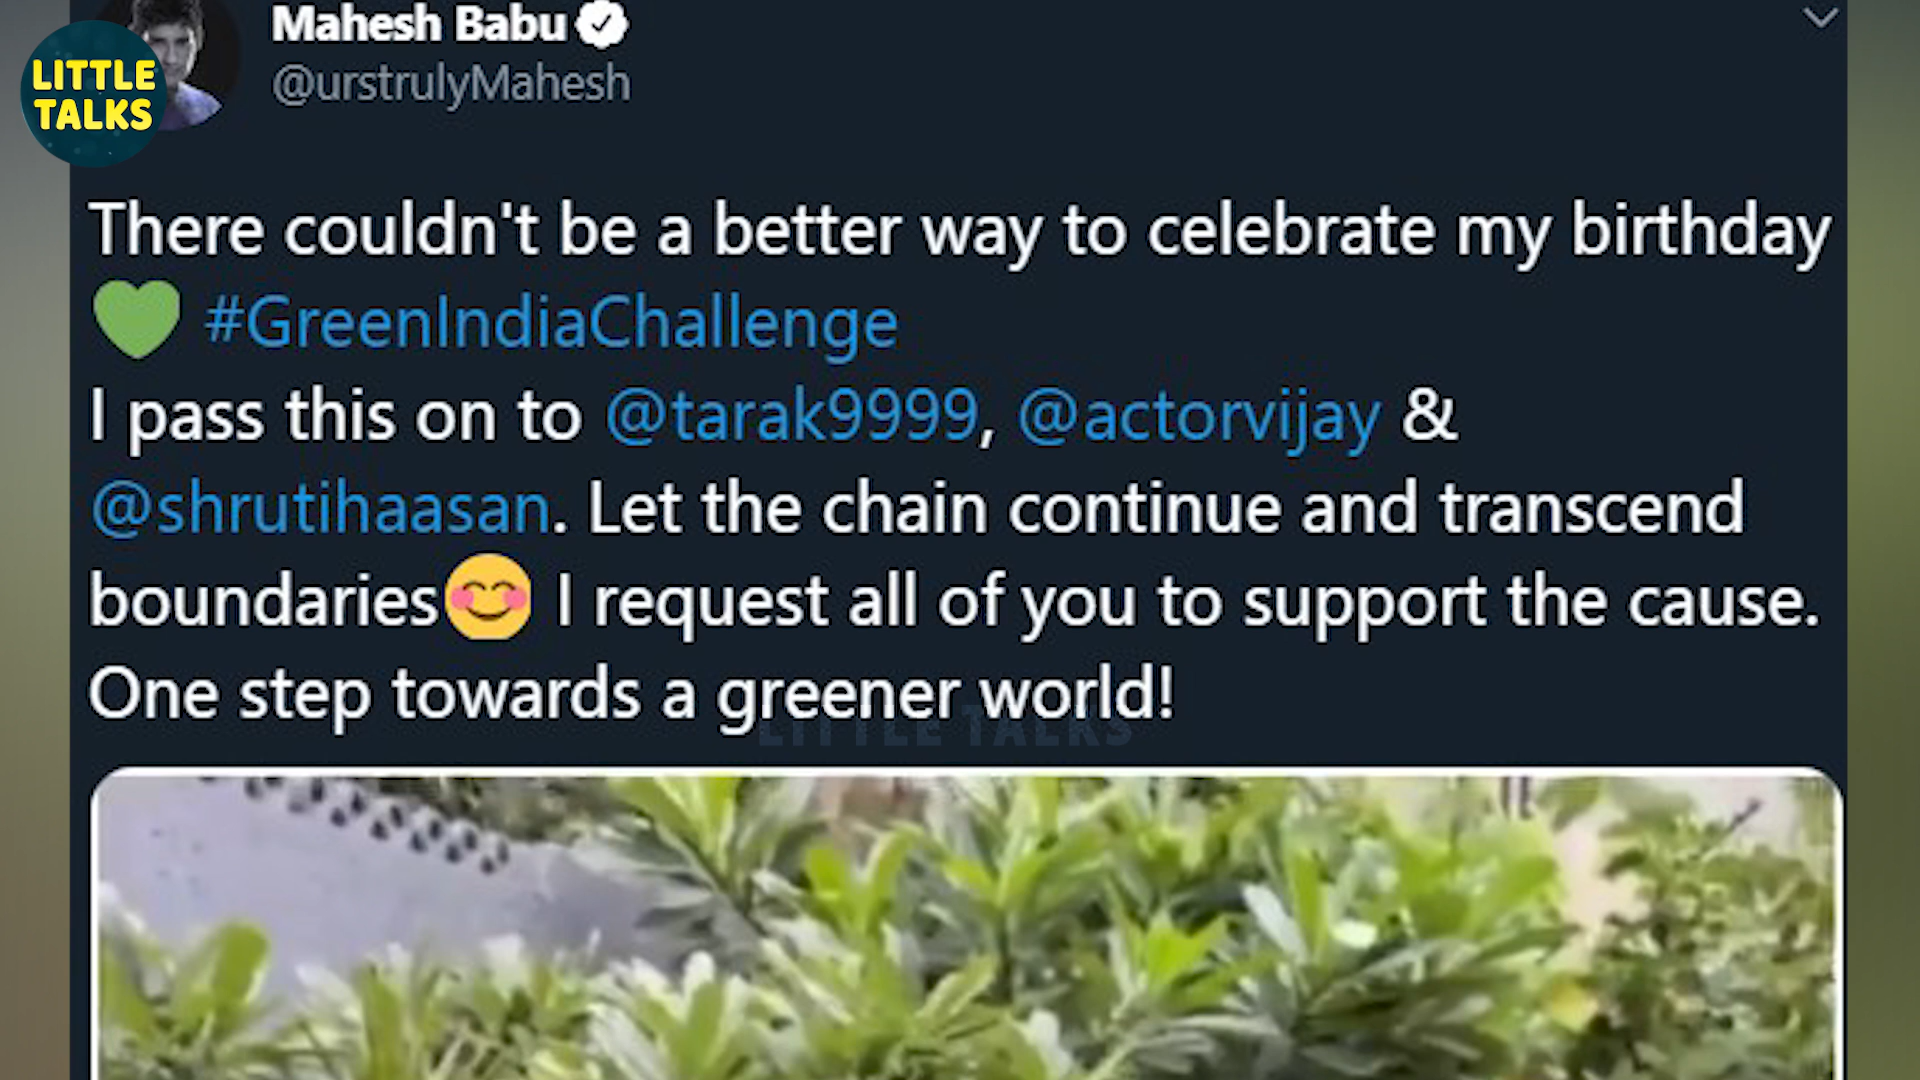 LITTLE
TALKS
Mahesh Babu
@urstrulyMahesh
There couldn't be a better way to celebrate my birthday
💚 #GreenIndiaChallenge
I pass this on to @tarak9999, @actorvijay &
@shrutihaasan. Let the chain continue and transcend
boundaries😊 I request all of you to support the cause.
One step towards a greener world!
LITTLE TALKS